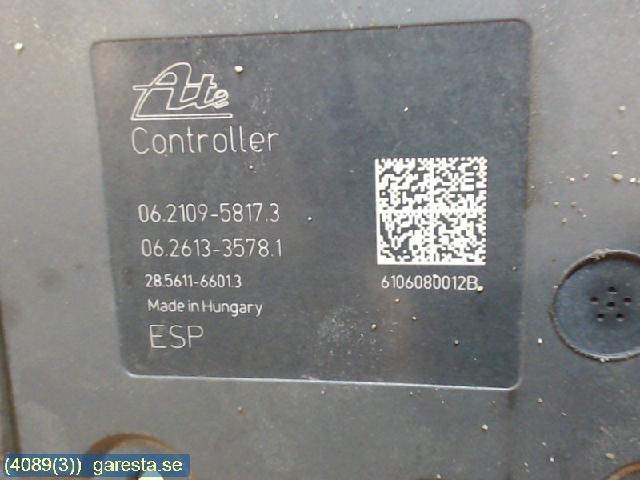 Ate
Controller
06.2109-5817.3
06.2613-3578.1
28.5611-6601.3
6106080012B
Made in Hungary
ESP
(4089(3)) garesta.se